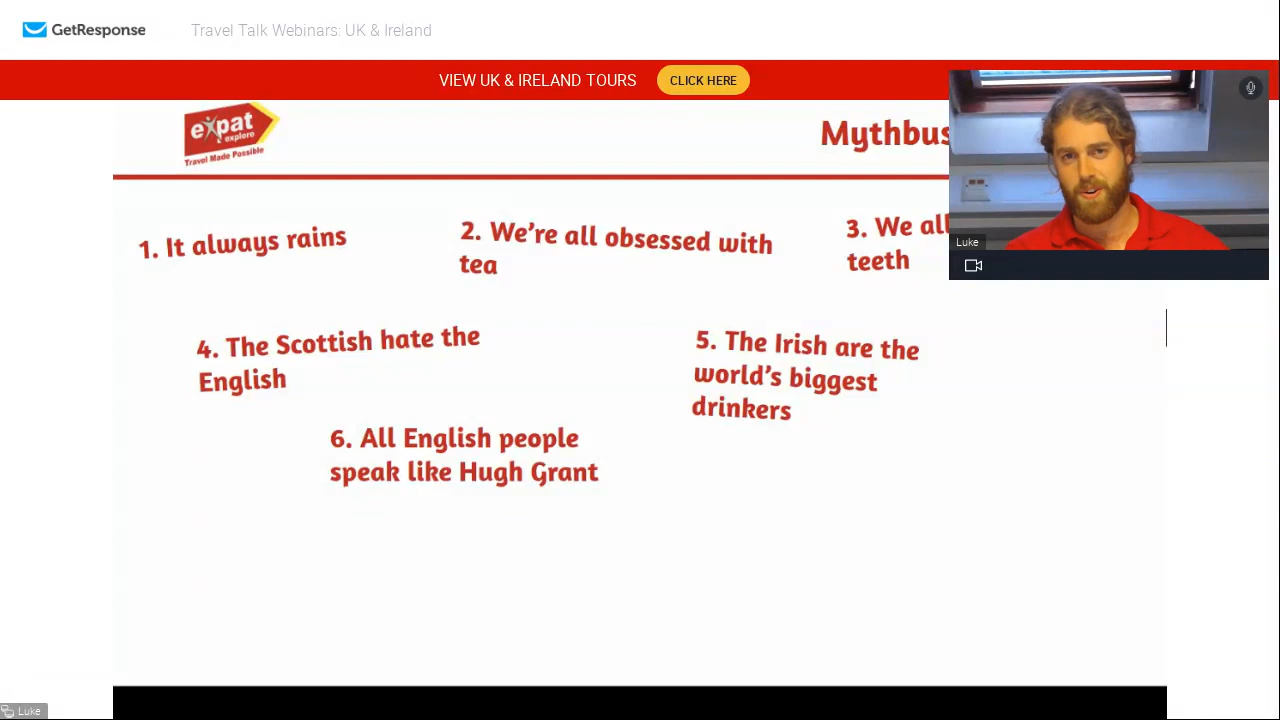 GetResponse
Travel Talk Webinars: UK & Ireland
VIEW UK & IRELAND TOURS
CLICK HERE
expat
explore
Travel Made Possible
1. It always rains
2. We're all obsessed with
tea
3. We all
teeth
Luke
4. The Scottish hate the
English
5. The Irish are the
world's biggest
drinkers
6. All English people
speak like Hugh Grant
Luke